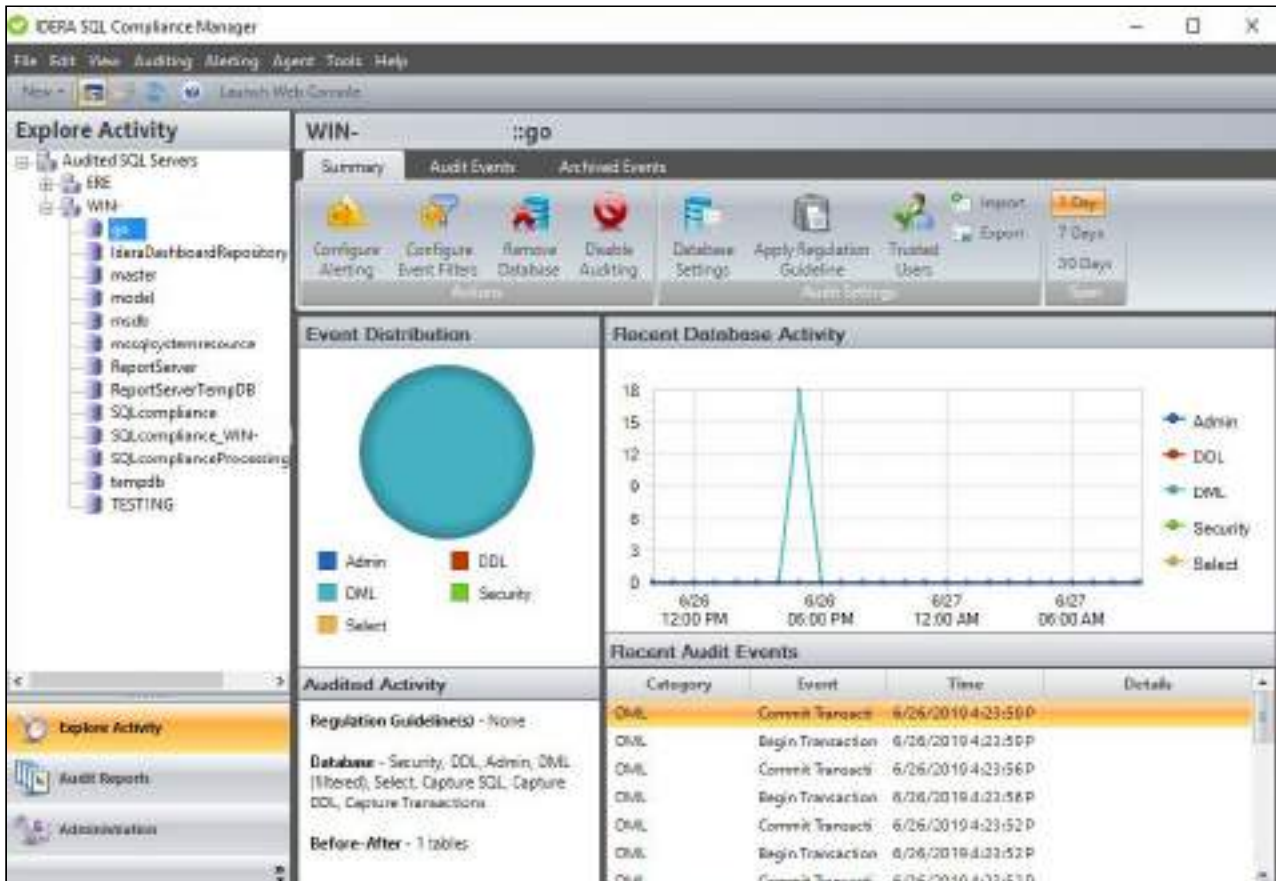 IDERA SQL Compliance Manager
File Edit View Auditing Alerting Agent Tools Help
New Launch Web Console
Explore Activity
Audited SQL Servers
ERE
WIN-
go
IderaDashboardRepository
master
model
msdb
mssqlsystemresource
ReportServer
ReportServerTempDB
SQLcompliance
SQLcompliance_WIN-
SQLcomplianceProcessing
tempdb
TESTING
Explore Activity
Audit Reports
Administration
WIN- ::go
Summary Audit Events Archived Events
Configure Alerting
Configure Event Filters
Remove Database
Disable Auditing
Actions
Database Settings
Apply Regulation Guideline
Trusted Users
Import
Export
Audit Settings
1 Day
7 Days
30 Days
Span
Event Distribution
Admin DDL
DML Security
Select
Recent Database Activity
18
15
12
9
6
3
0
6/26 12:00 PM
6/26 06:00 PM
6/27 12:00 AM
6/27 06:00 AM
Admin
DDL
DML
Security
Select
Audited Activity
Regulation Guideline(s) - None
Database - Security, DDL, Admin, DML
(filtered), Select, Capture SQL, Capture
DDL, Capture Transactions
Before-After - 1 tables
Recent Audit Events
Category Event Time Details
DML Commit Transacti 6/26/2019 4:23:59 P
DML Begin Transaction 6/26/2019 4:23:59 P
DML Commit Transacti 6/26/2019 4:23:56 P
DML Begin Transaction 6/26/2019 4:23:56 P
DML Commit Transacti 6/26/2019 4:23:52 P
DML Begin Transaction 6/26/2019 4:23:52 P